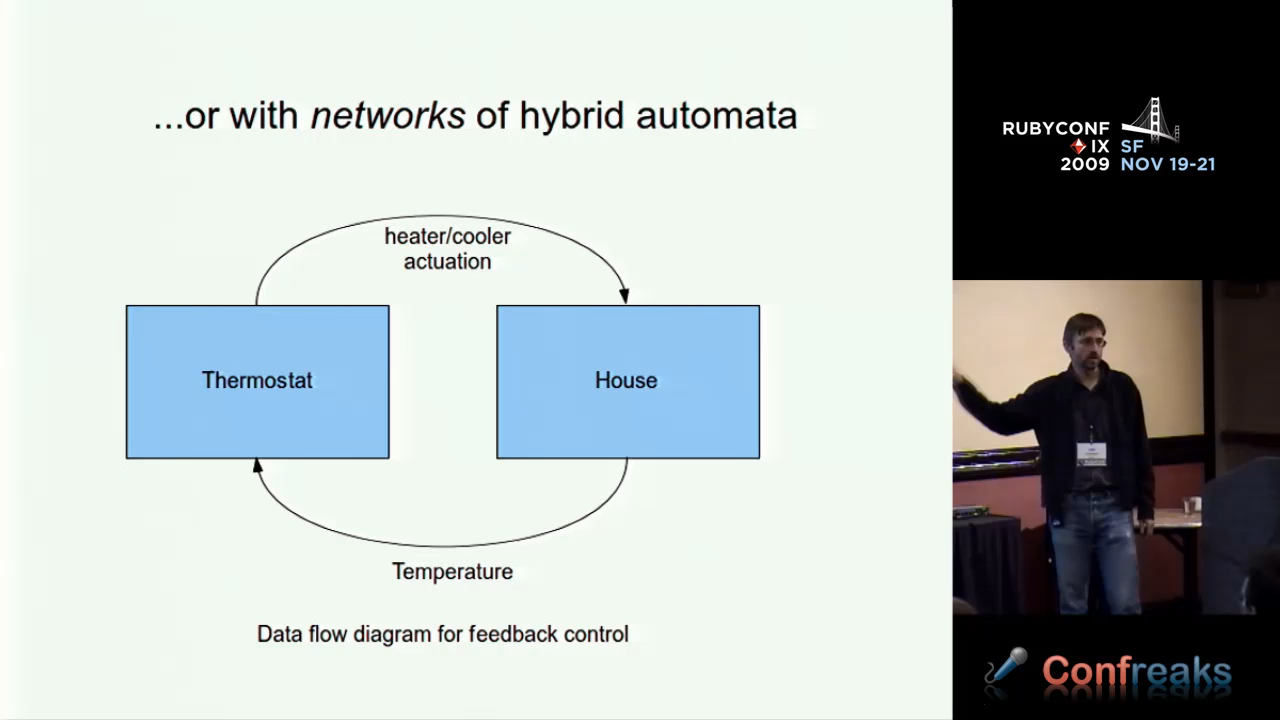 ...or with networks of hybrid automata
heater/cooler
actuation
Thermostat
House
Temperature
Data flow diagram for feedback control
RUBYCONF
IX
2009
SF
NOV 19-21
Confreaks